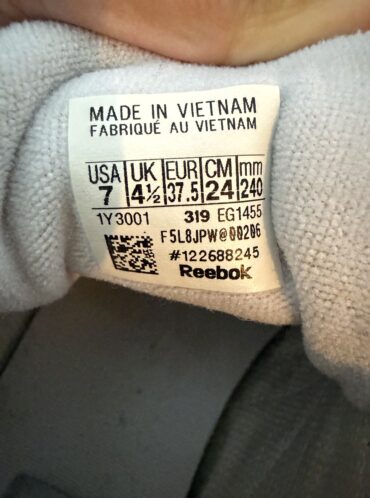 MADE IN VIETNAM
FABRIQUÉ AU VIETNAM
USA UK EUR CM mm
7 4½ 37.5 24 240
1Y3001 319 EG1455
F5L8JPW@00206
#122688245
Reebok